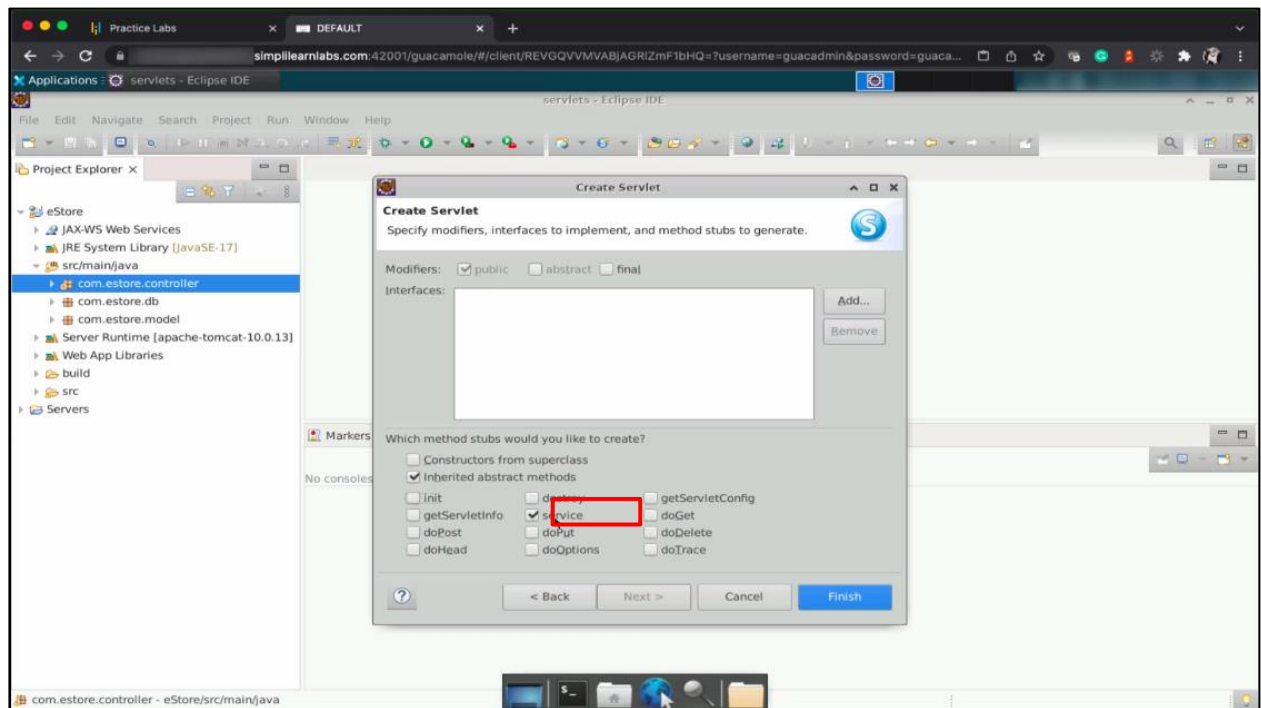 Practice Labs × DEFAULT × +
simplilearnlabs.com:42001/guacamole/#/client/REVGQVVMVABjAGRlZmF1bHQ=?username=guacadmin&password=guaca...
Applications servlets - Eclipse IDE
servlets - Eclipse IDE
File Edit Navigate Search Project Run Window Help
Project Explorer ×
eStore
JAX-WS Web Services
JRE System Library [JavaSE-17]
src/main/java
com.estore.controller
com.estore.db
com.estore.model
Server Runtime [apache-tomcat-10.0.13]
Web App Libraries
build
src
Servers
Create Servlet
Create Servlet
Specify modifiers, interfaces to implement, and method stubs to generate.
Modifiers: public abstract final
Interfaces:
Add...
Remove
Markers
No consoles
Which method stubs would you like to create?
Constructors from superclass
Inherited abstract methods
init destroy getServletConfig
getServletInfo service doGet
doPost doPut doDelete
doHead doOptions doTrace
? < Back Next > Cancel Finish
com.estore.controller - eStore/src/main/java